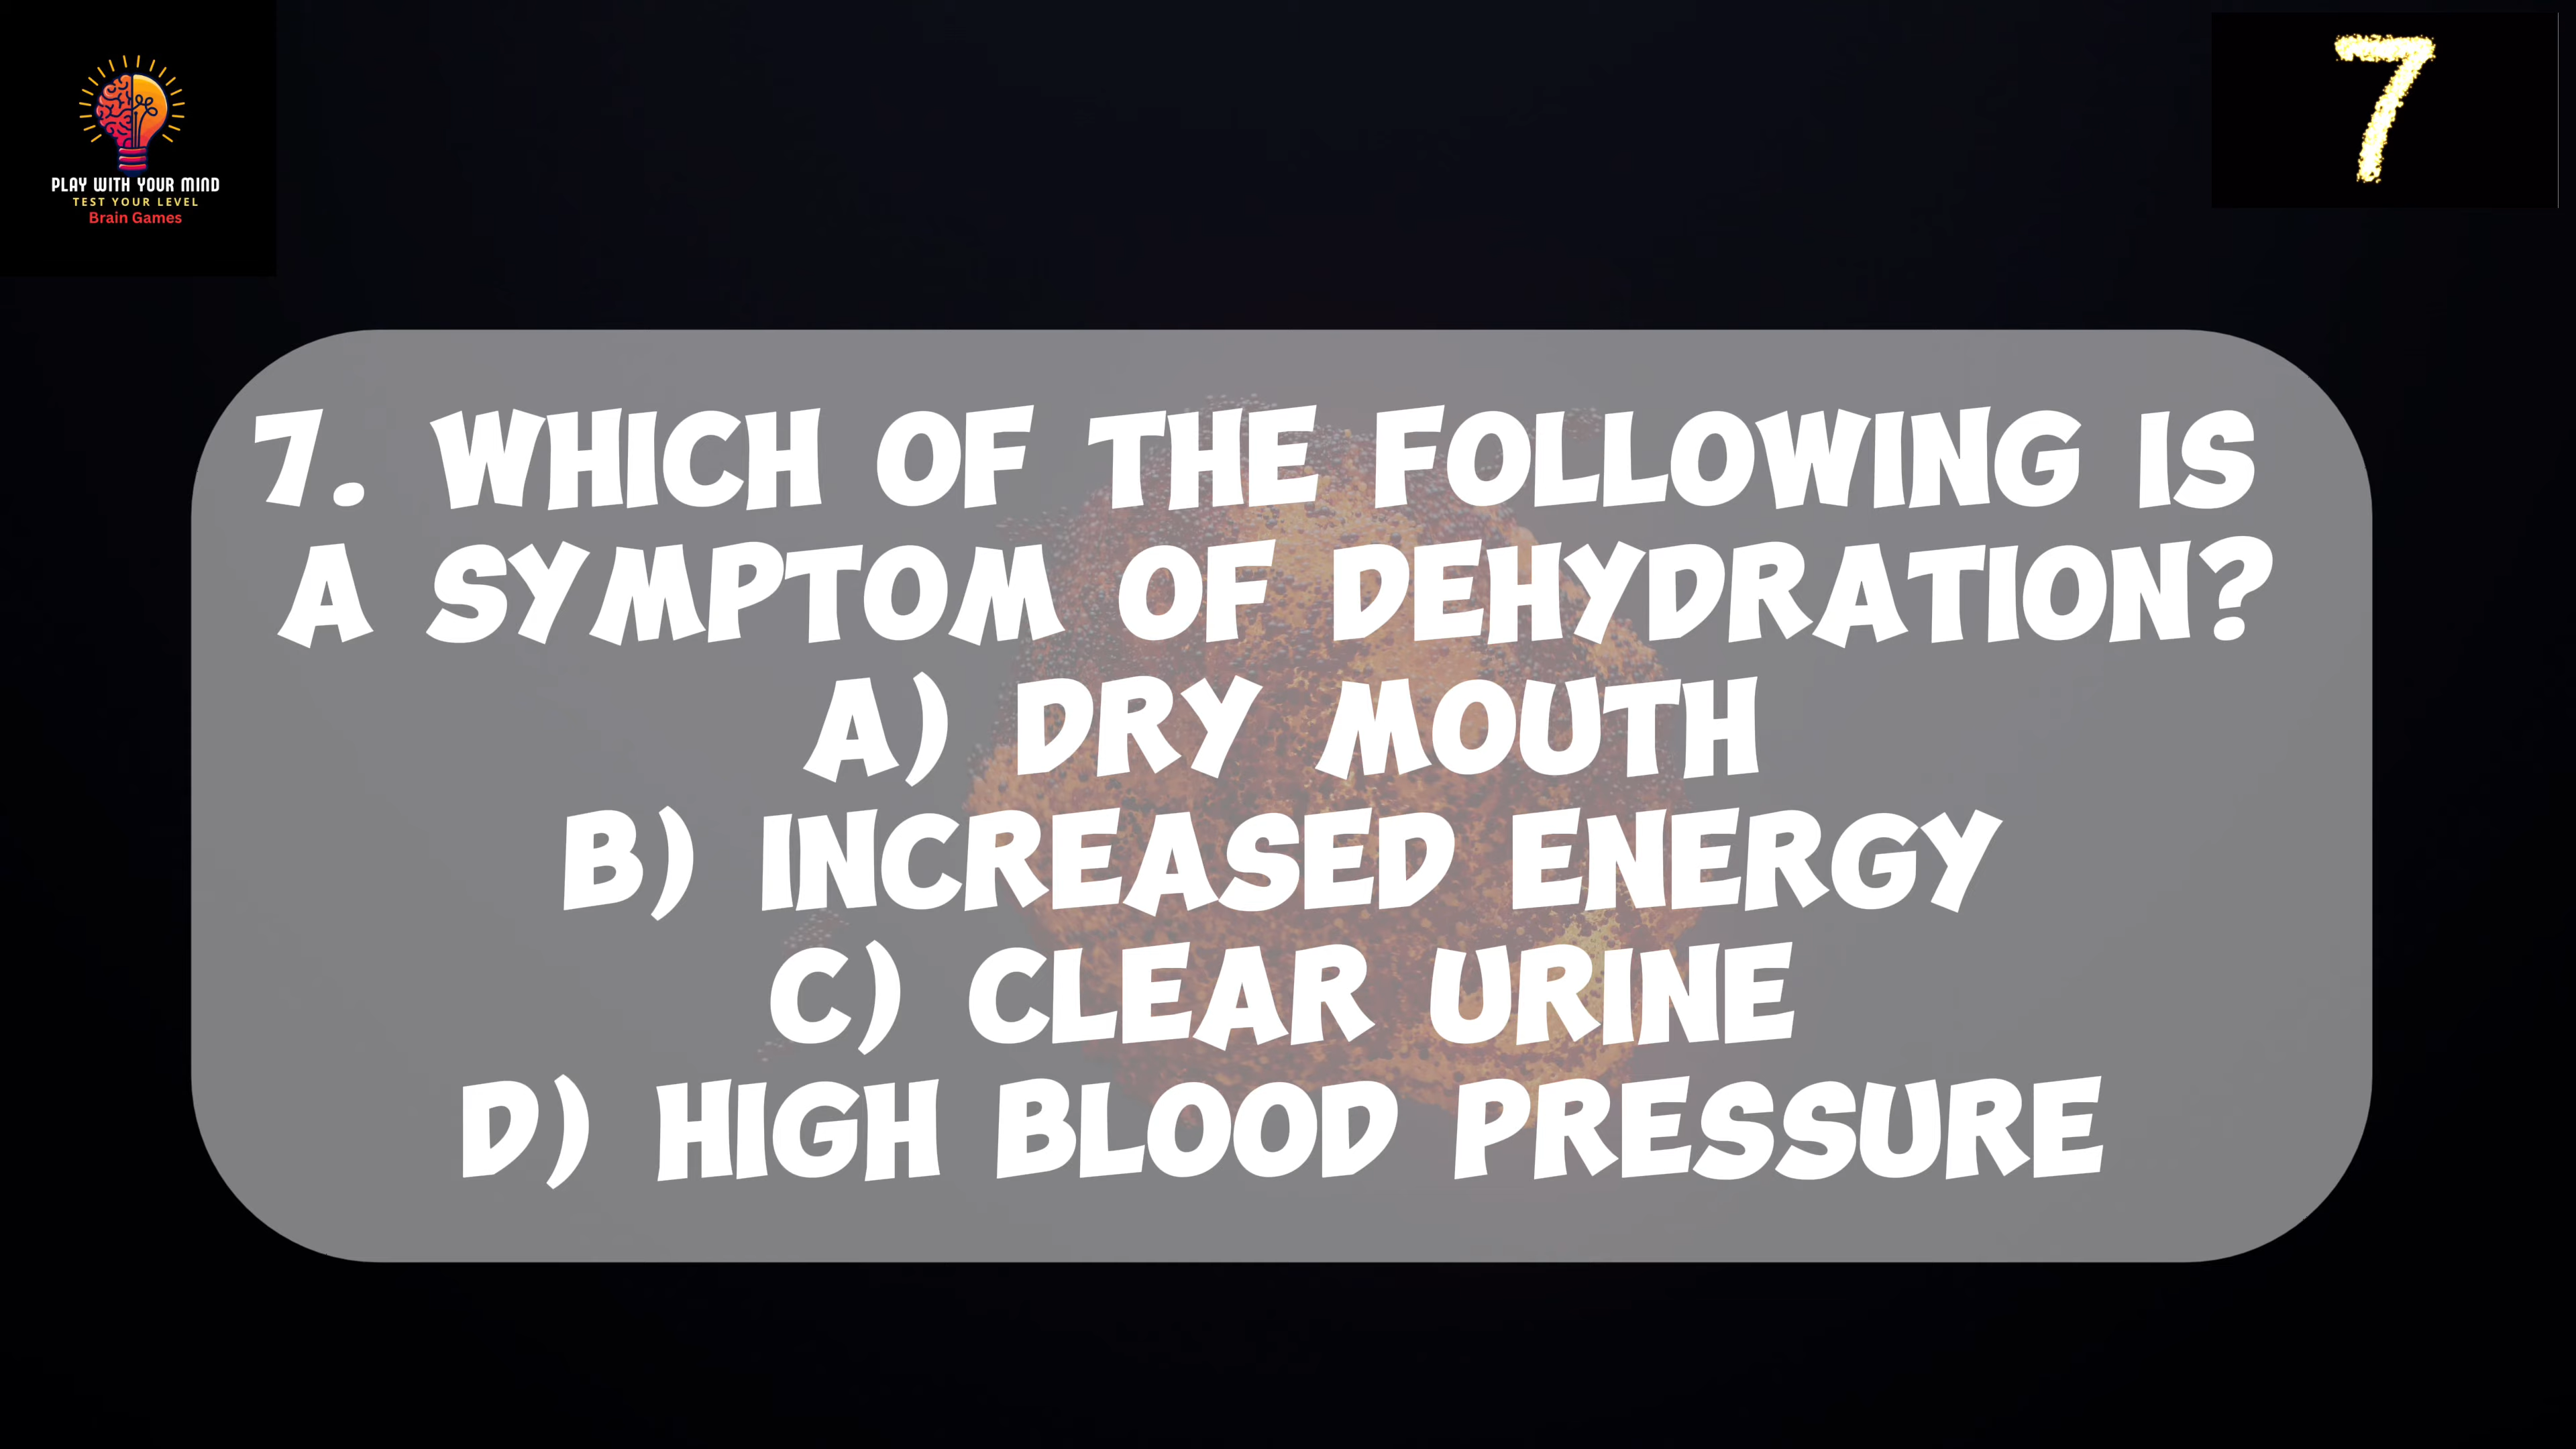 PLAY WITH YOUR MIND
TEST YOUR LEVEL
Brain Games
7
7. WHICH OF THE FOLLOWING IS
A SYMPTOM OF DEHYDRATION?
A) DRY MOUTH
B) INCREASED ENERGY
C) CLEAR URINE
D) HIGH BLOOD PRESSURE